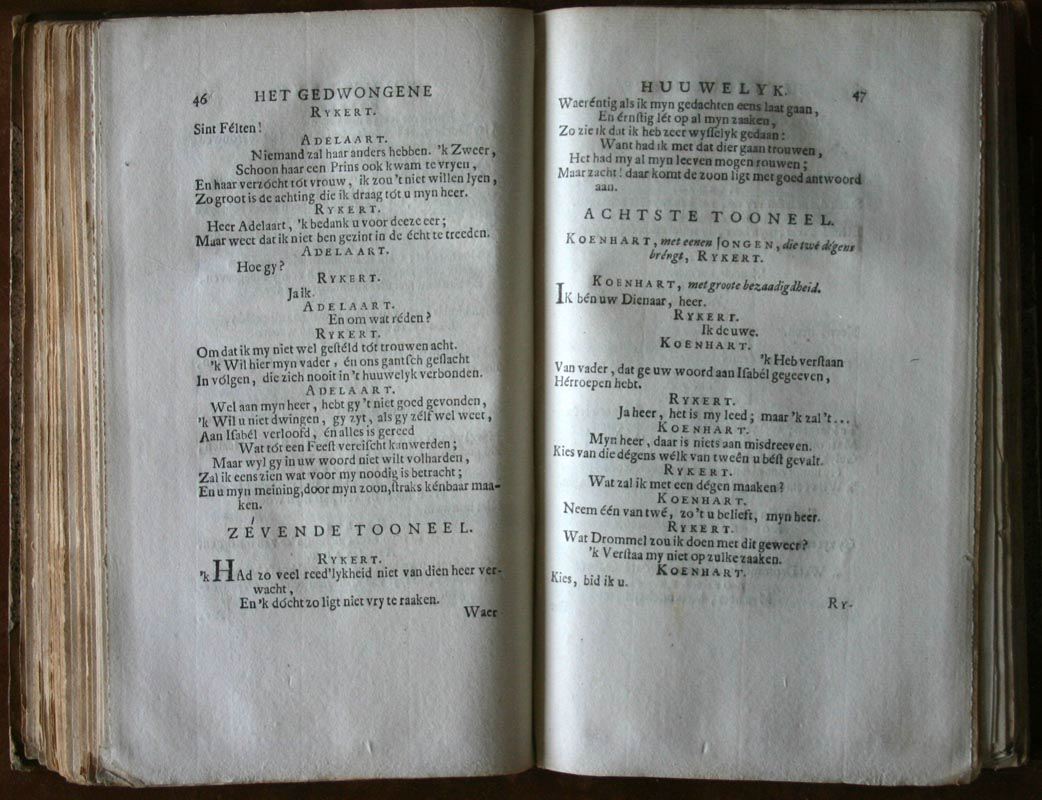 46 HET GEDWONGENE
RYKERT.
Sint Félten!
ADELAART.
Niemand zal haar anders hebben. 'k Zweer,
Schoon haar een Prins ook kwam te vryen,
En haar verzócht tót vrouw, ik zou 't niet willen lyen,
Zo groot is de achting die ik draag tót u myn heer.
RYKERT.
Heer Adelaart, 'k bedank u voor deeze eer;
Maar weet dat ik niet ben gezint in de écht te treeden.
ADELAART.
Hoe gy?
RYKERT.
Ja ik.
ADELAART.
En om wat réden?
RYKERT.
Om dat ik my niet wel gestéld tót trouwen acht.
'k Wil hier myn vader, én ons gantsch geslacht
In vólgen, die zich nooit in 't huuwelyk verbonden.
ADELAART.
Wel aan myn heer, hebt gy 't niet goed gevonden,
'k Wil u niet dwingen, gy zyt, als gy zélf wel weet,
Aan Isabél verloofd, én alles is gereed
Wat tót een Feest vereischt kan werden;
Maar wyl gy in uw woord niet wilt volharden,
Zal ik eens zien wat voor my noodig is betracht;
En u myn meining, door myn zoon, straks kénbaar maa-
ken.
ZÉVENDE TOONEEL.
RYKERT.
'k HAd zo veel reed'lykheid niet van dien heer ver-
wacht,
En 'k dócht zo ligt niet vry te raaken.
Waer
HUUWELYK. 47
Waeréntig als ik myn gedachten eens laat gaan,
En érnstig lét op al myn zaaken,
Zo zie ik dat ik heb zeer wysselyk gedaan:
Want had ik met dat dier gaan trouwen,
Het had my al myn leeven mogen rouwen;
Maar zacht! daar komt de zoon ligt met goed antwoord
aan.
ACHTSTE TOONEEL.
KOENHART, met eenen JONGEN, die twé dégens
bréngt, RYKERT.
KOENHART, met groote bezaadigdheid.
IK bén uw Dienaar, heer.
RYKERT.
Ik de uwe.
KOENHART.
'k Heb verstaan
Van vader, dat ge uw woord aan Isabél gegeeven,
Hérroepen hebt.
RYKERT.
Ja heer, het is my leed; maar 'k zal 't...
KOENHART.
Myn heer, daar is niets aan misdreeven.
Kies van die dégens wélk van tweên u bést gevalt.
RYKERT.
Wat zal ik met een dégen maaken?
KOENHART.
Neem één van twé, zo 't u belieft, myn heer.
RYKERT.
Wat Drommel zou ik doen met dit geweer?
'k Verstaa my niet op zulke zaaken.
KOENHART.
Kies, bid ik u.
RY-